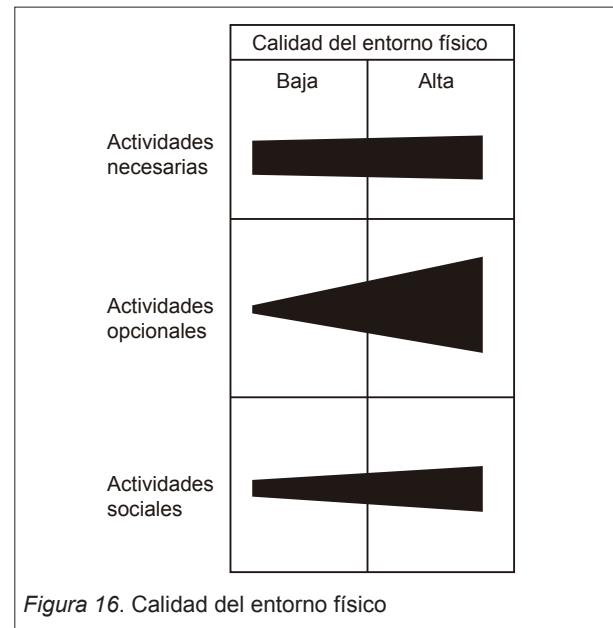 Calidad del entorno físico
Baja Alta
Actividades
necesarias
Actividades
opcionales
Actividades
sociales
Figura 16. Calidad del entorno físico